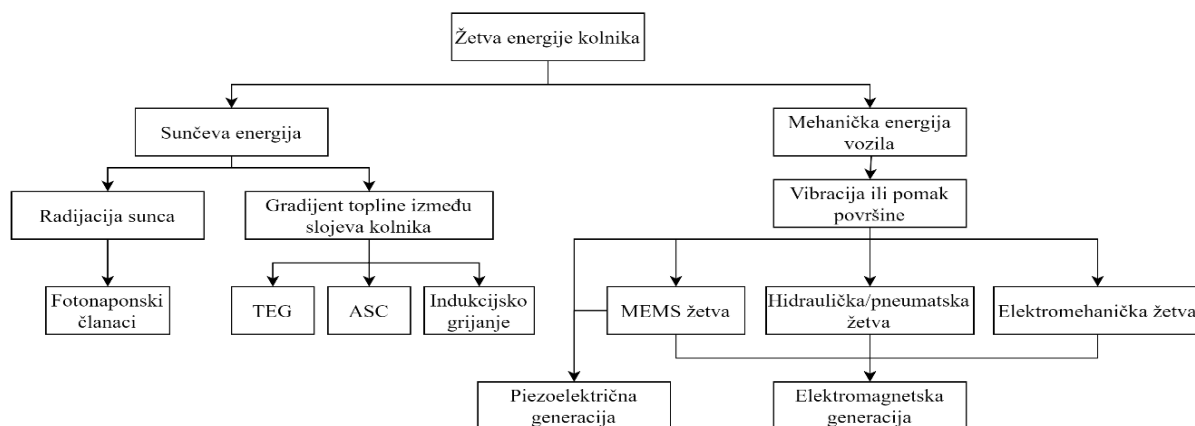 Žetva energije kolnika
Sunčeva energija
Mehanička energija
vozila
Radijacija sunca
Gradijent topline između
slojeva kolnika
Vibracija ili pomak
površine
Fotonaponski
članaci
TEG
ASC
Indukcijsko
grijanje
MEMS žetva
Hidraulička/pneumatska
žetva
Elektromehanička žetva
Piezoelektrična
generacija
Elektromagnetska
generacija